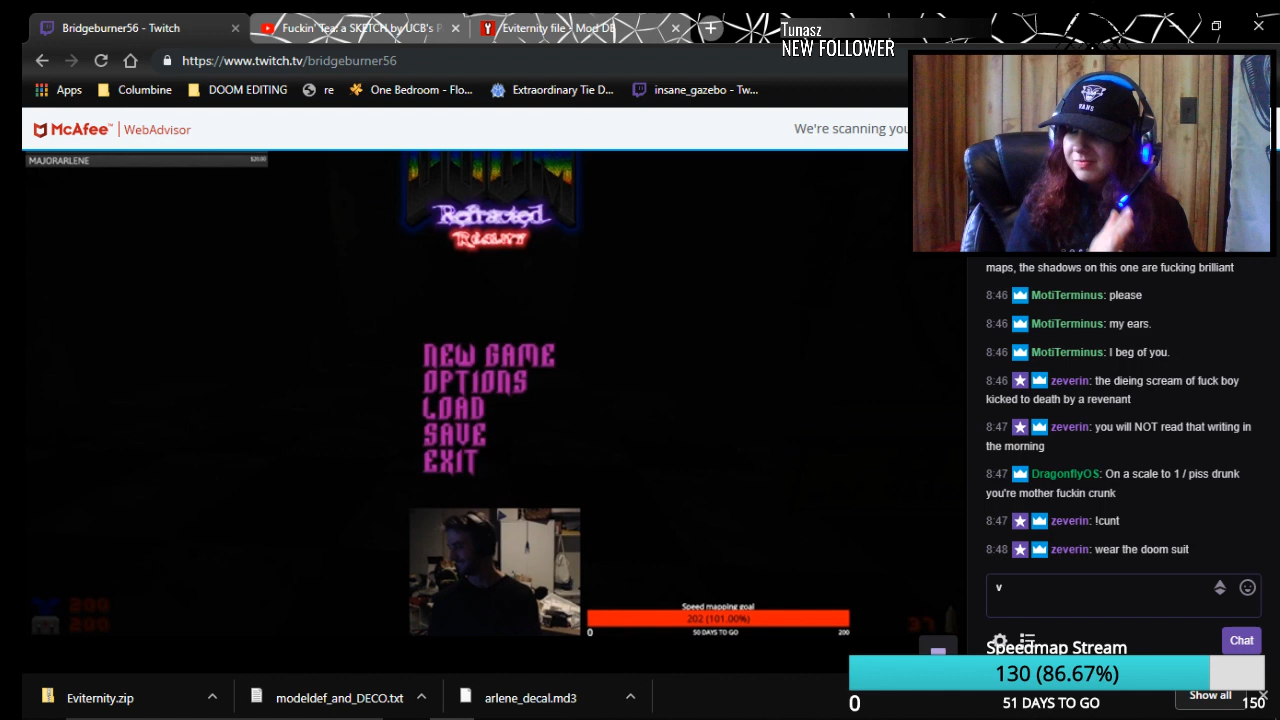 Bridgeburner56 - Twitch
Fuckin' Tea: a SKETCH by UCB's P
Eviternity file - Mod DB
Tunasz
NEW FOLLOWER
https://www.twitch.tv/bridgeburner56
Apps
Columbine
DOOM EDITING
re
One Bedroom - Flo...
Extraordinary Tie D...
insane_gazebo - Tw...
McAfee™ | WebAdvisor
We're scanning you
VANS
MAJORARLENE
$20.00
Refracted
Reality
NEW GAME
OPTIONS
LOAD
SAVE
EXIT
maps, the shadows on this one are fucking brilliant
8:46 MotiTerminus: please
8:46 MotiTerminus: my ears.
8:46 MotiTerminus: I beg of you.
8:46 zeverin: the dieing scream of fuck boy
kicked to death by a revenant
8:47 zeverin: you will NOT read that writing in
the morning
8:47 DragonflyOS: On a scale to 1 / piss drunk
you're mother fuckin crunk
8:47 zeverin: !cunt
8:48 zeverin: wear the doom suit
v
Chat
200
200
37
Speed mapping goal
202 (101.00%)
0
50 DAYS TO GO
200
Speedmap Stream
130 (86.67%)
0
51 DAYS TO GO
150
Eviternity.zip
modeldef_and_DECO.txt
arlene_decal.md3
Show all